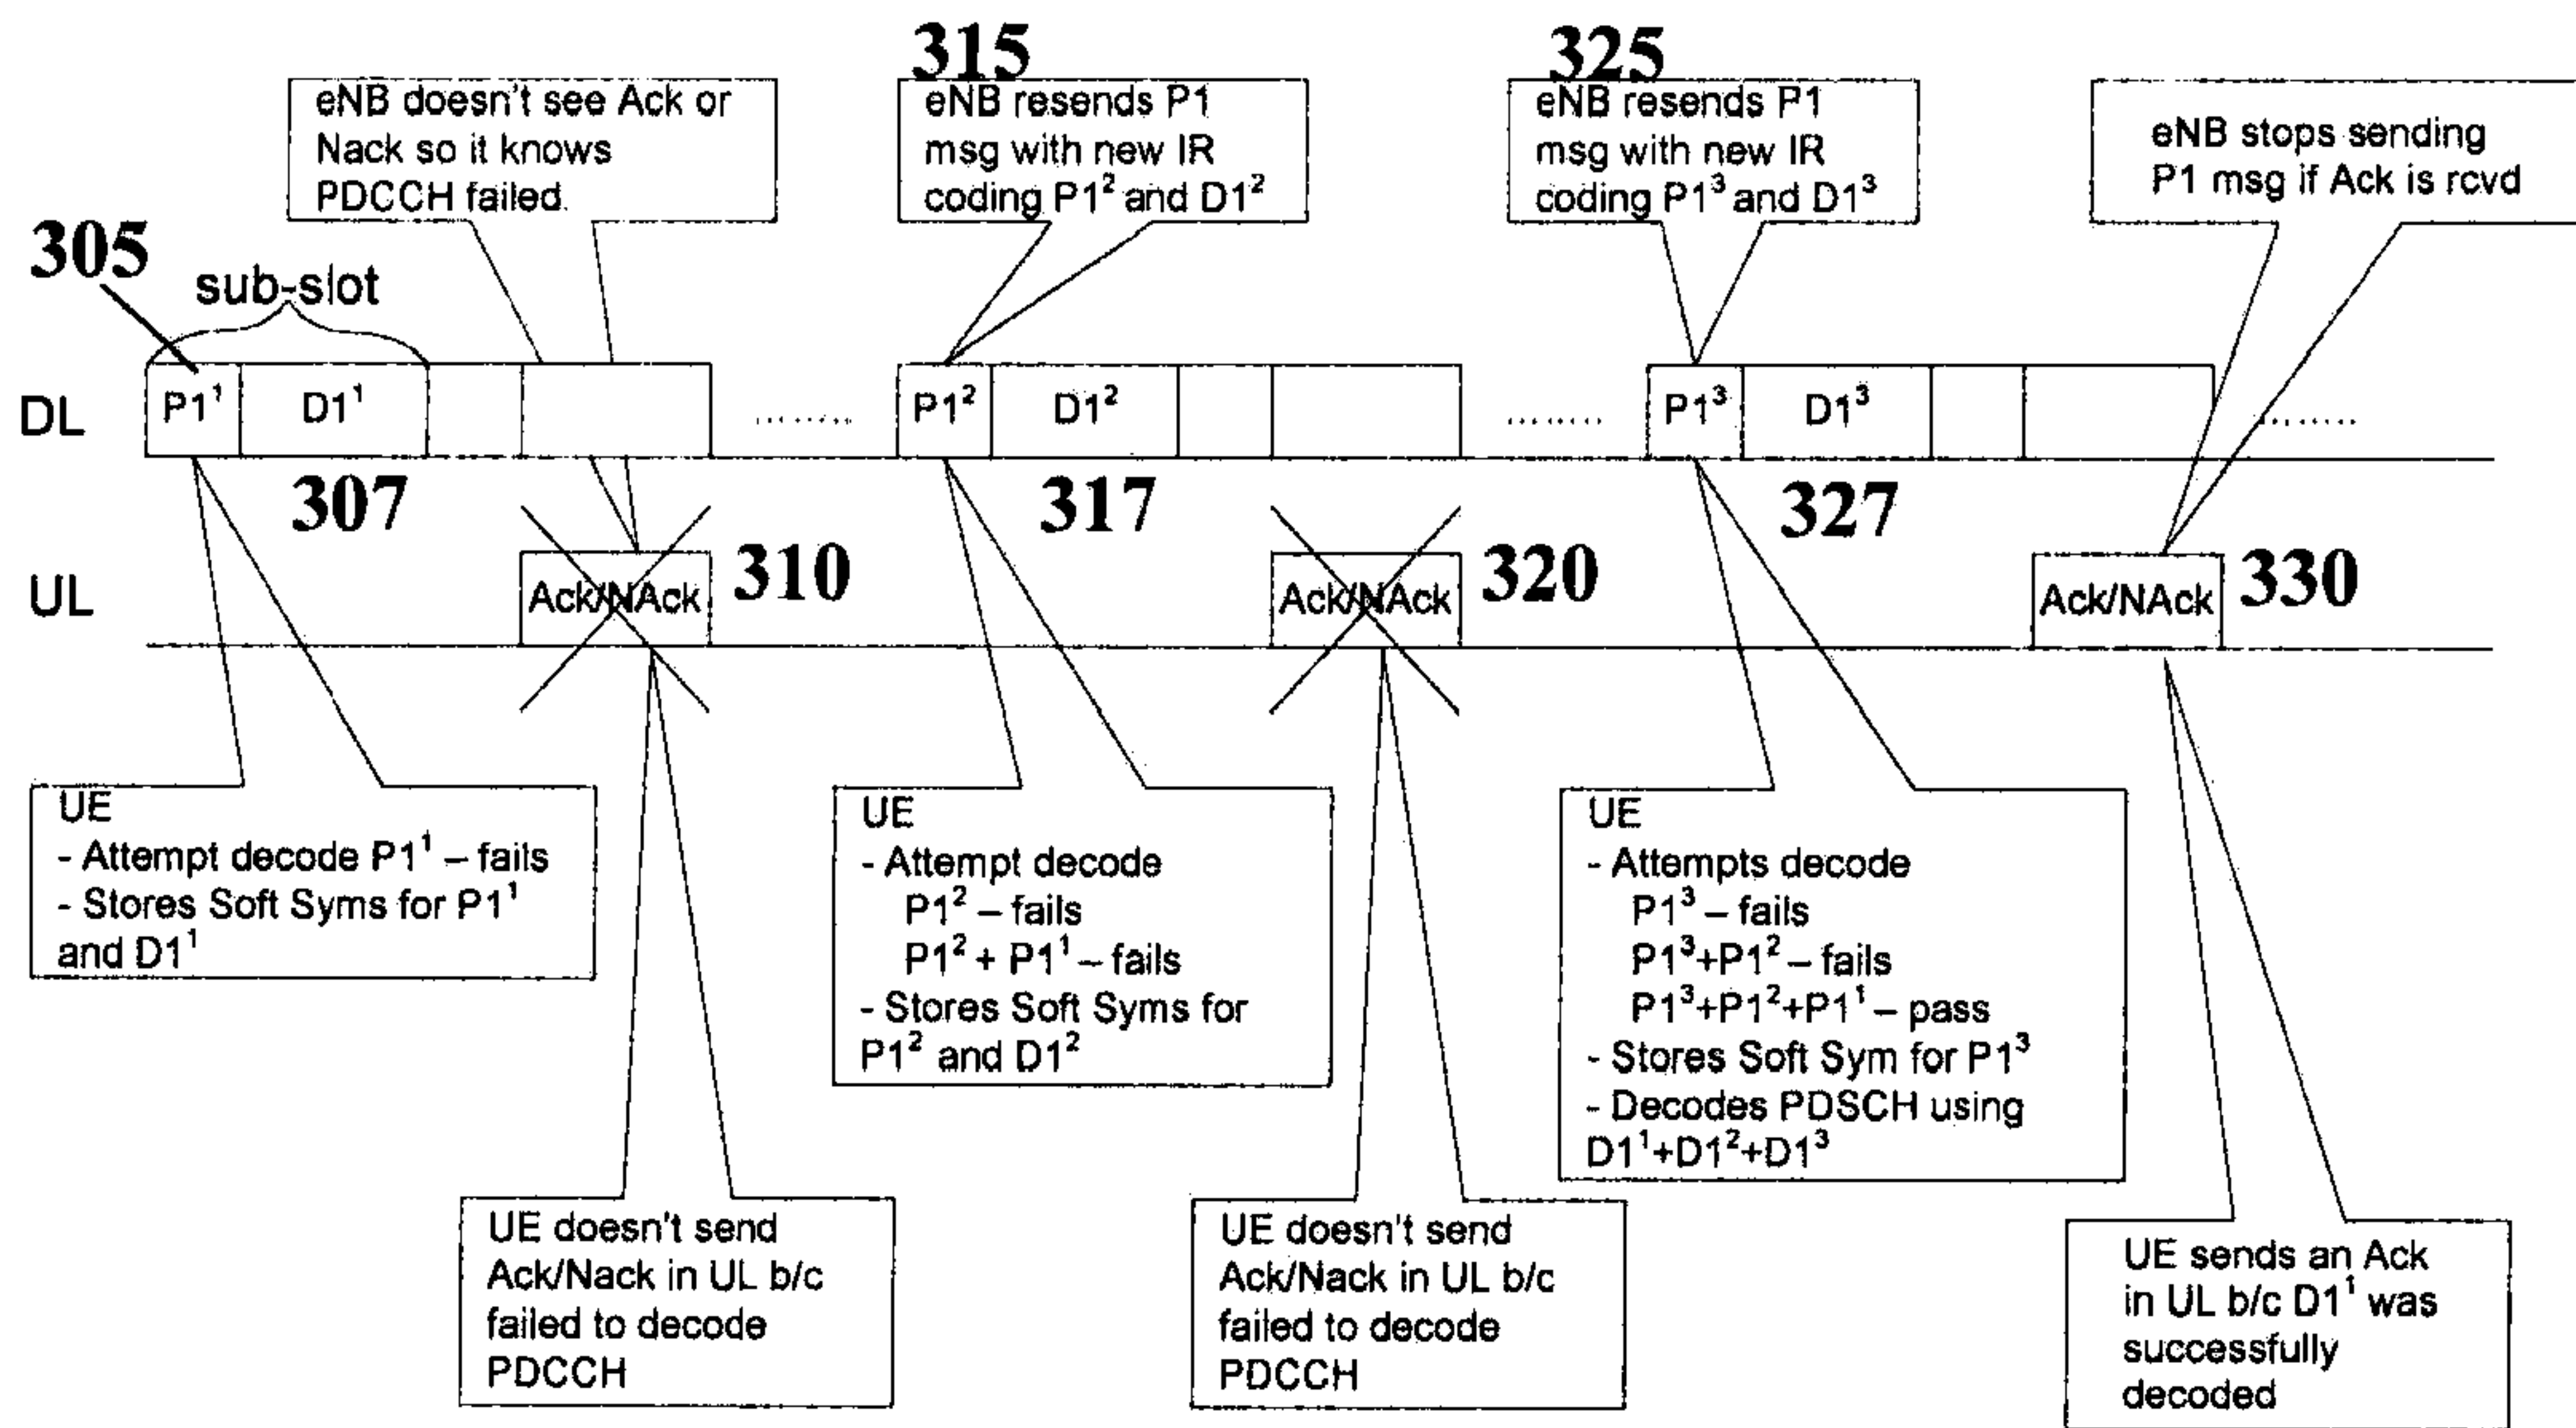 315
325
eNB doesn't see Ack or
Nack so it knows
PDCCH failed.
eNB resends P1
msg with new IR
coding P1² and D1²
eNB resends P1
msg with new IR
coding P1³ and D1³
eNB stops sending
P1 msg if Ack is rcvd
305
sub-slot
DL
P1¹
D1¹
P1²
D1²
P1³
D1³
307
317
327
UL
Ack/NAck
310
Ack/NAck
320
Ack/NAck
330
UE
- Attempt decode P1¹ – fails
- Stores Soft Syms for P1¹
and D1¹
UE
- Attempt decode
P1² – fails
P1² + P1¹ – fails
- Stores Soft Syms for
P1² and D1²
UE
- Attempts decode
P1³ – fails
P1³+P1² – fails
P1³+P1²+P1¹ – pass
- Stores Soft Sym for P1³
- Decodes PDSCH using
D1¹+D1²+D1³
UE doesn't send
Ack/Nack in UL b/c
failed to decode
PDCCH
UE doesn't send
Ack/Nack in UL b/c
failed to decode
PDCCH
UE sends an Ack
in UL b/c D1¹ was
successfully
decoded